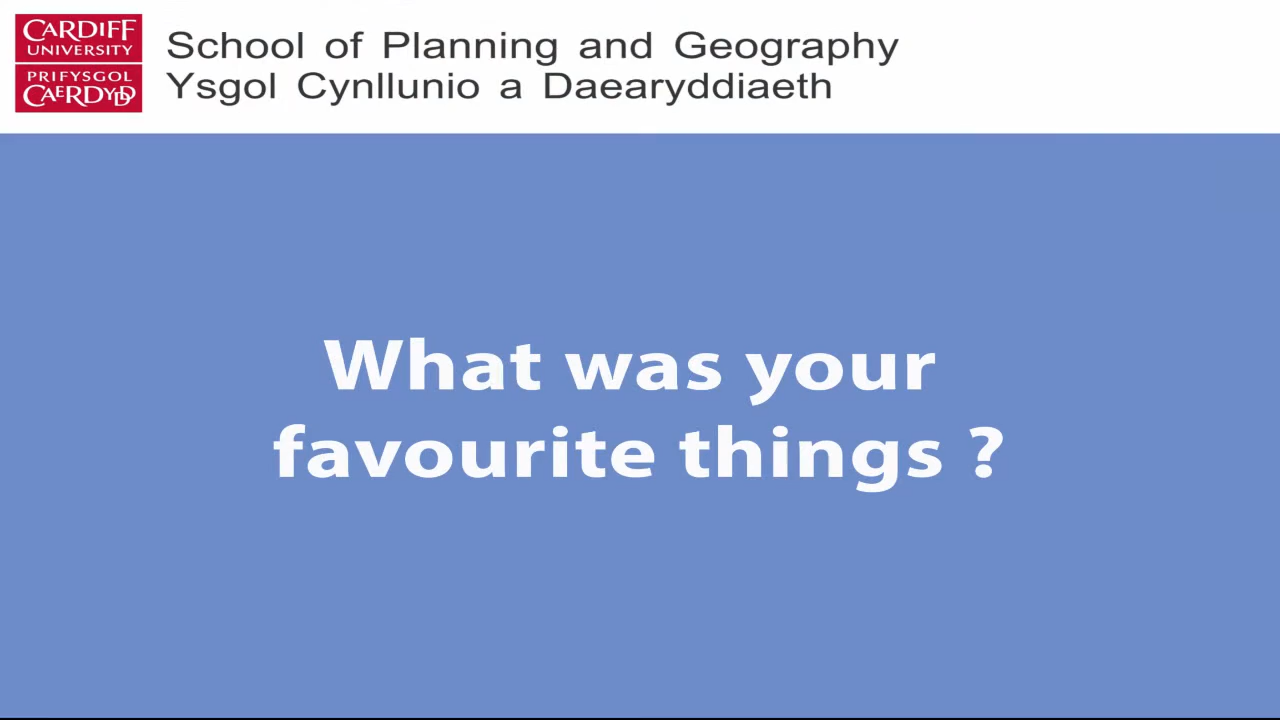 CARDIFF
UNIVERSITY
PRIFYSGOL
CAERDYDD
School of Planning and Geography
Ysgol Cynllunio a Daearyddiaeth
What was your
favourite things ?